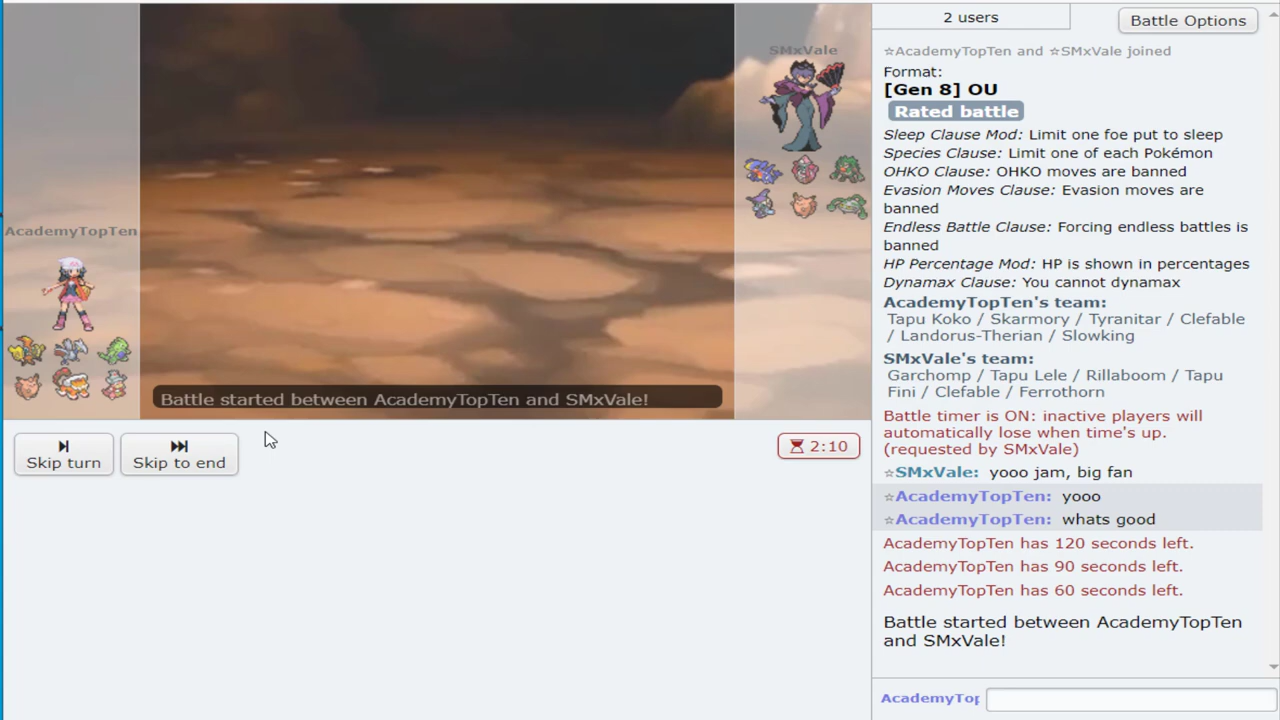 2 users
Battle Options
☆AcademyTopTen and ☆SMxVale joined
Format:
[Gen 8] OU
Rated battle
Sleep Clause Mod: Limit one foe put to sleep
Species Clause: Limit one of each Pokémon
OHKO Clause: OHKO moves are banned
Evasion Moves Clause: Evasion moves are
banned
Endless Battle Clause: Forcing endless battles is
banned
HP Percentage Mod: HP is shown in percentages
Dynamax Clause: You cannot dynamax
AcademyTopTen's team:
Tapu Koko / Skarmory / Tyranitar / Clefable
/ Landorus-Therian / Slowking
SMxVale's team:
Garchomp / Tapu Lele / Rillaboom / Tapu
Fini / Clefable / Ferrothorn
Battle timer is ON: inactive players will
automatically lose when time's up.
(requested by SMxVale)
☆SMxVale: yooo jam, big fan
☆AcademyTopTen: yooo
☆AcademyTopTen: whats good
AcademyTopTen has 120 seconds left.
AcademyTopTen has 90 seconds left.
AcademyTopTen has 60 seconds left.
Battle started between AcademyTopTen
and SMxVale!
AcademyTop
SMxVale
AcademyTopTen
Battle started between AcademyTopTen and SMxVale!
Skip turn
Skip to end
2:10